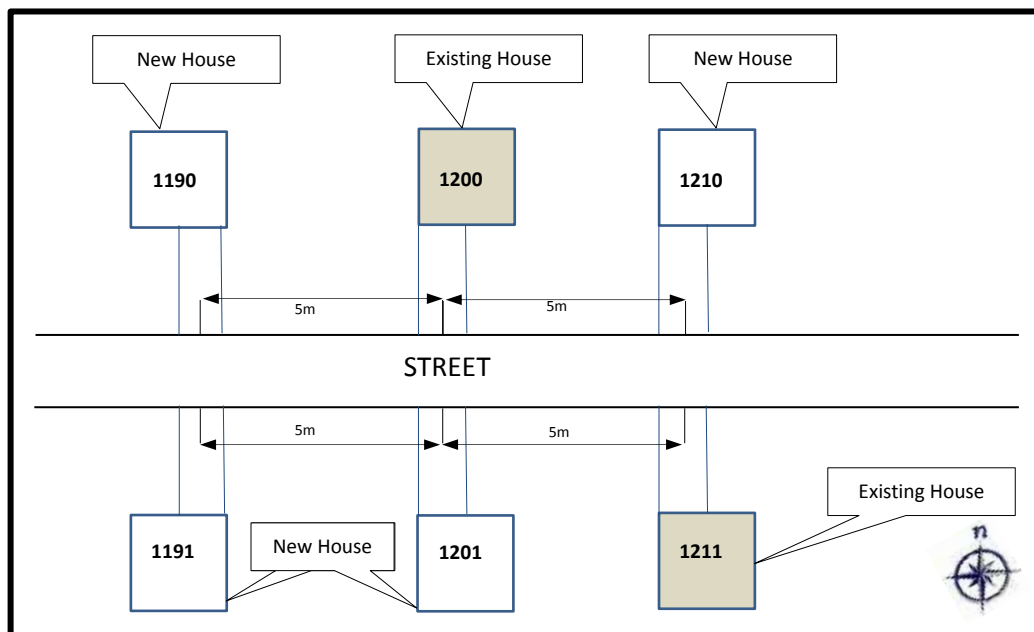 New House
Existing House
New House
1190
1200
1210
5m
5m
STREET
5m
5m
Existing House
1191
New House
1201
1211
n